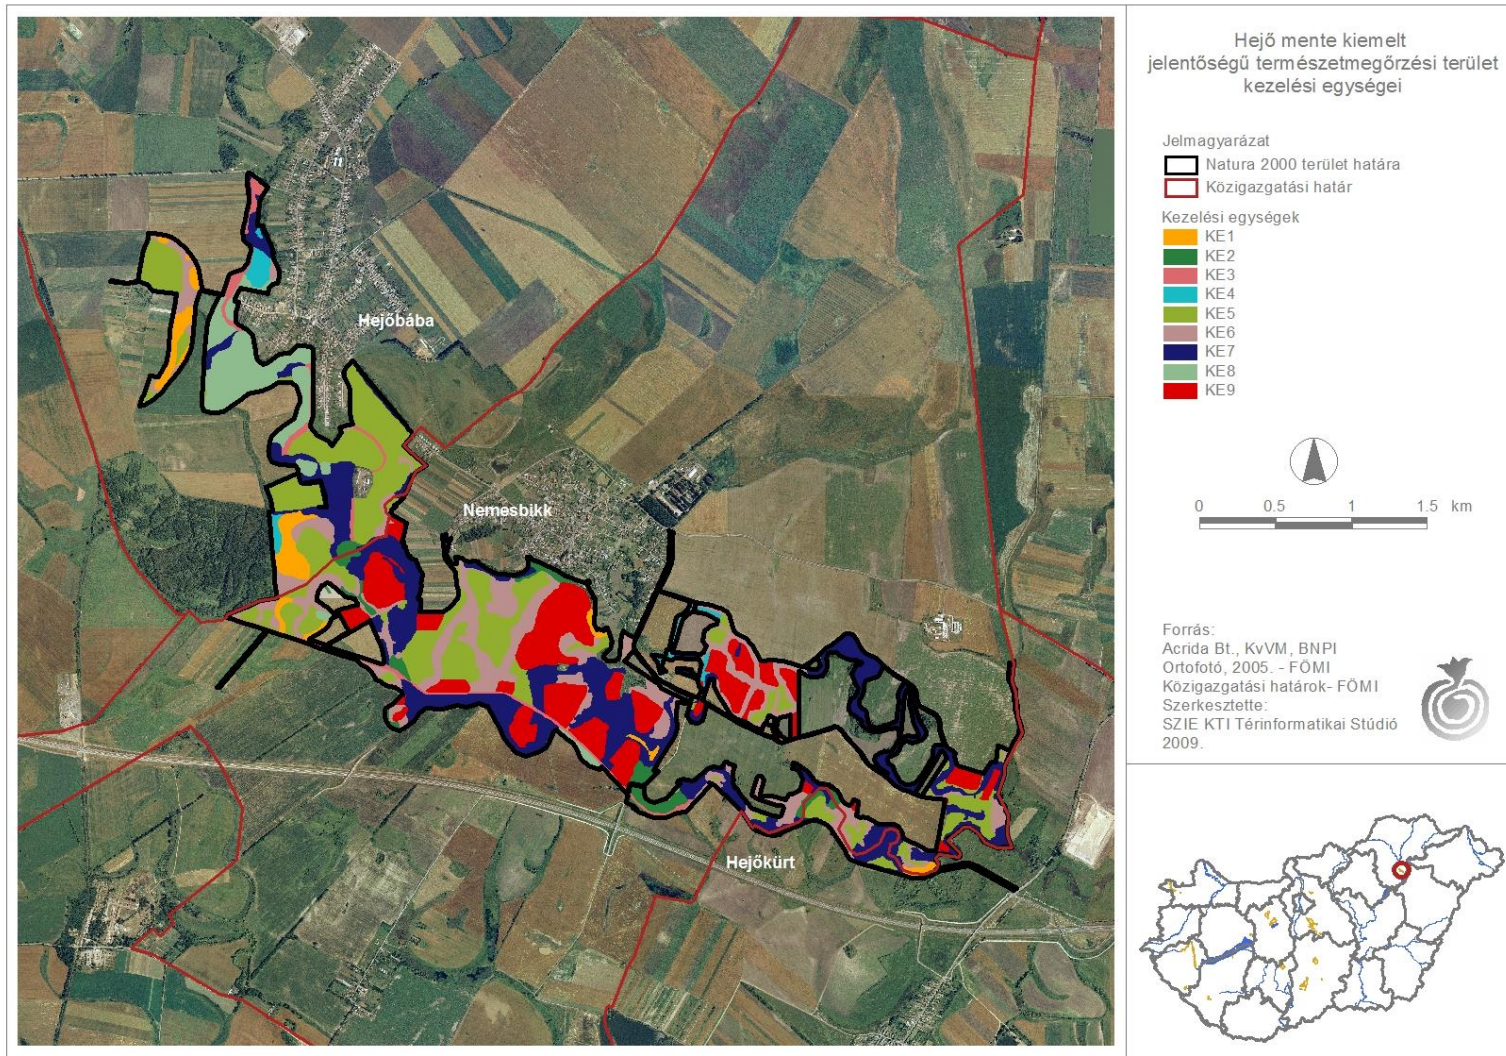 Hejő mente kiemelt
jelentőségű természetmegőrzési terület
kezelési egységei
Jelmagyarázat
Natura 2000 terület határa
Közigazgatási határ
Kezelési egységek
KE1
KE2
KE3
KE4
KE5
KE6
KE7
KE8
KE9
0 0.5 1 1.5 km
Forrás:
Acrida Bt., KvVM, BNPI
Ortofotó, 2005. - FÖMI
Közigazgatási határok- FÖMI
Szerkesztette:
SZIE KTI Térinformatikai Stúdió
2009.
Hejőbába
Nemesbikk
Hejőkürt